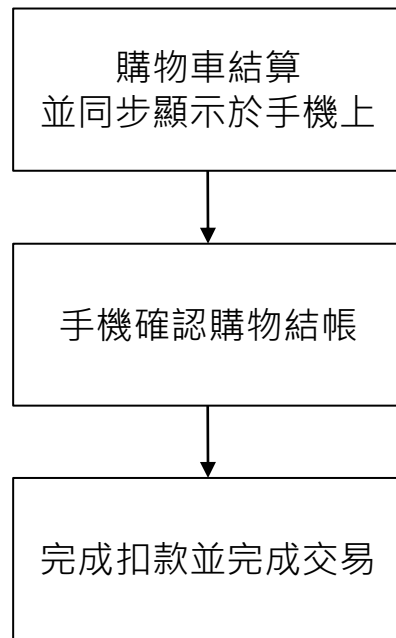 購物車結算
並同步顯示於手機上
手機確認購物結帳
完成扣款並完成交易